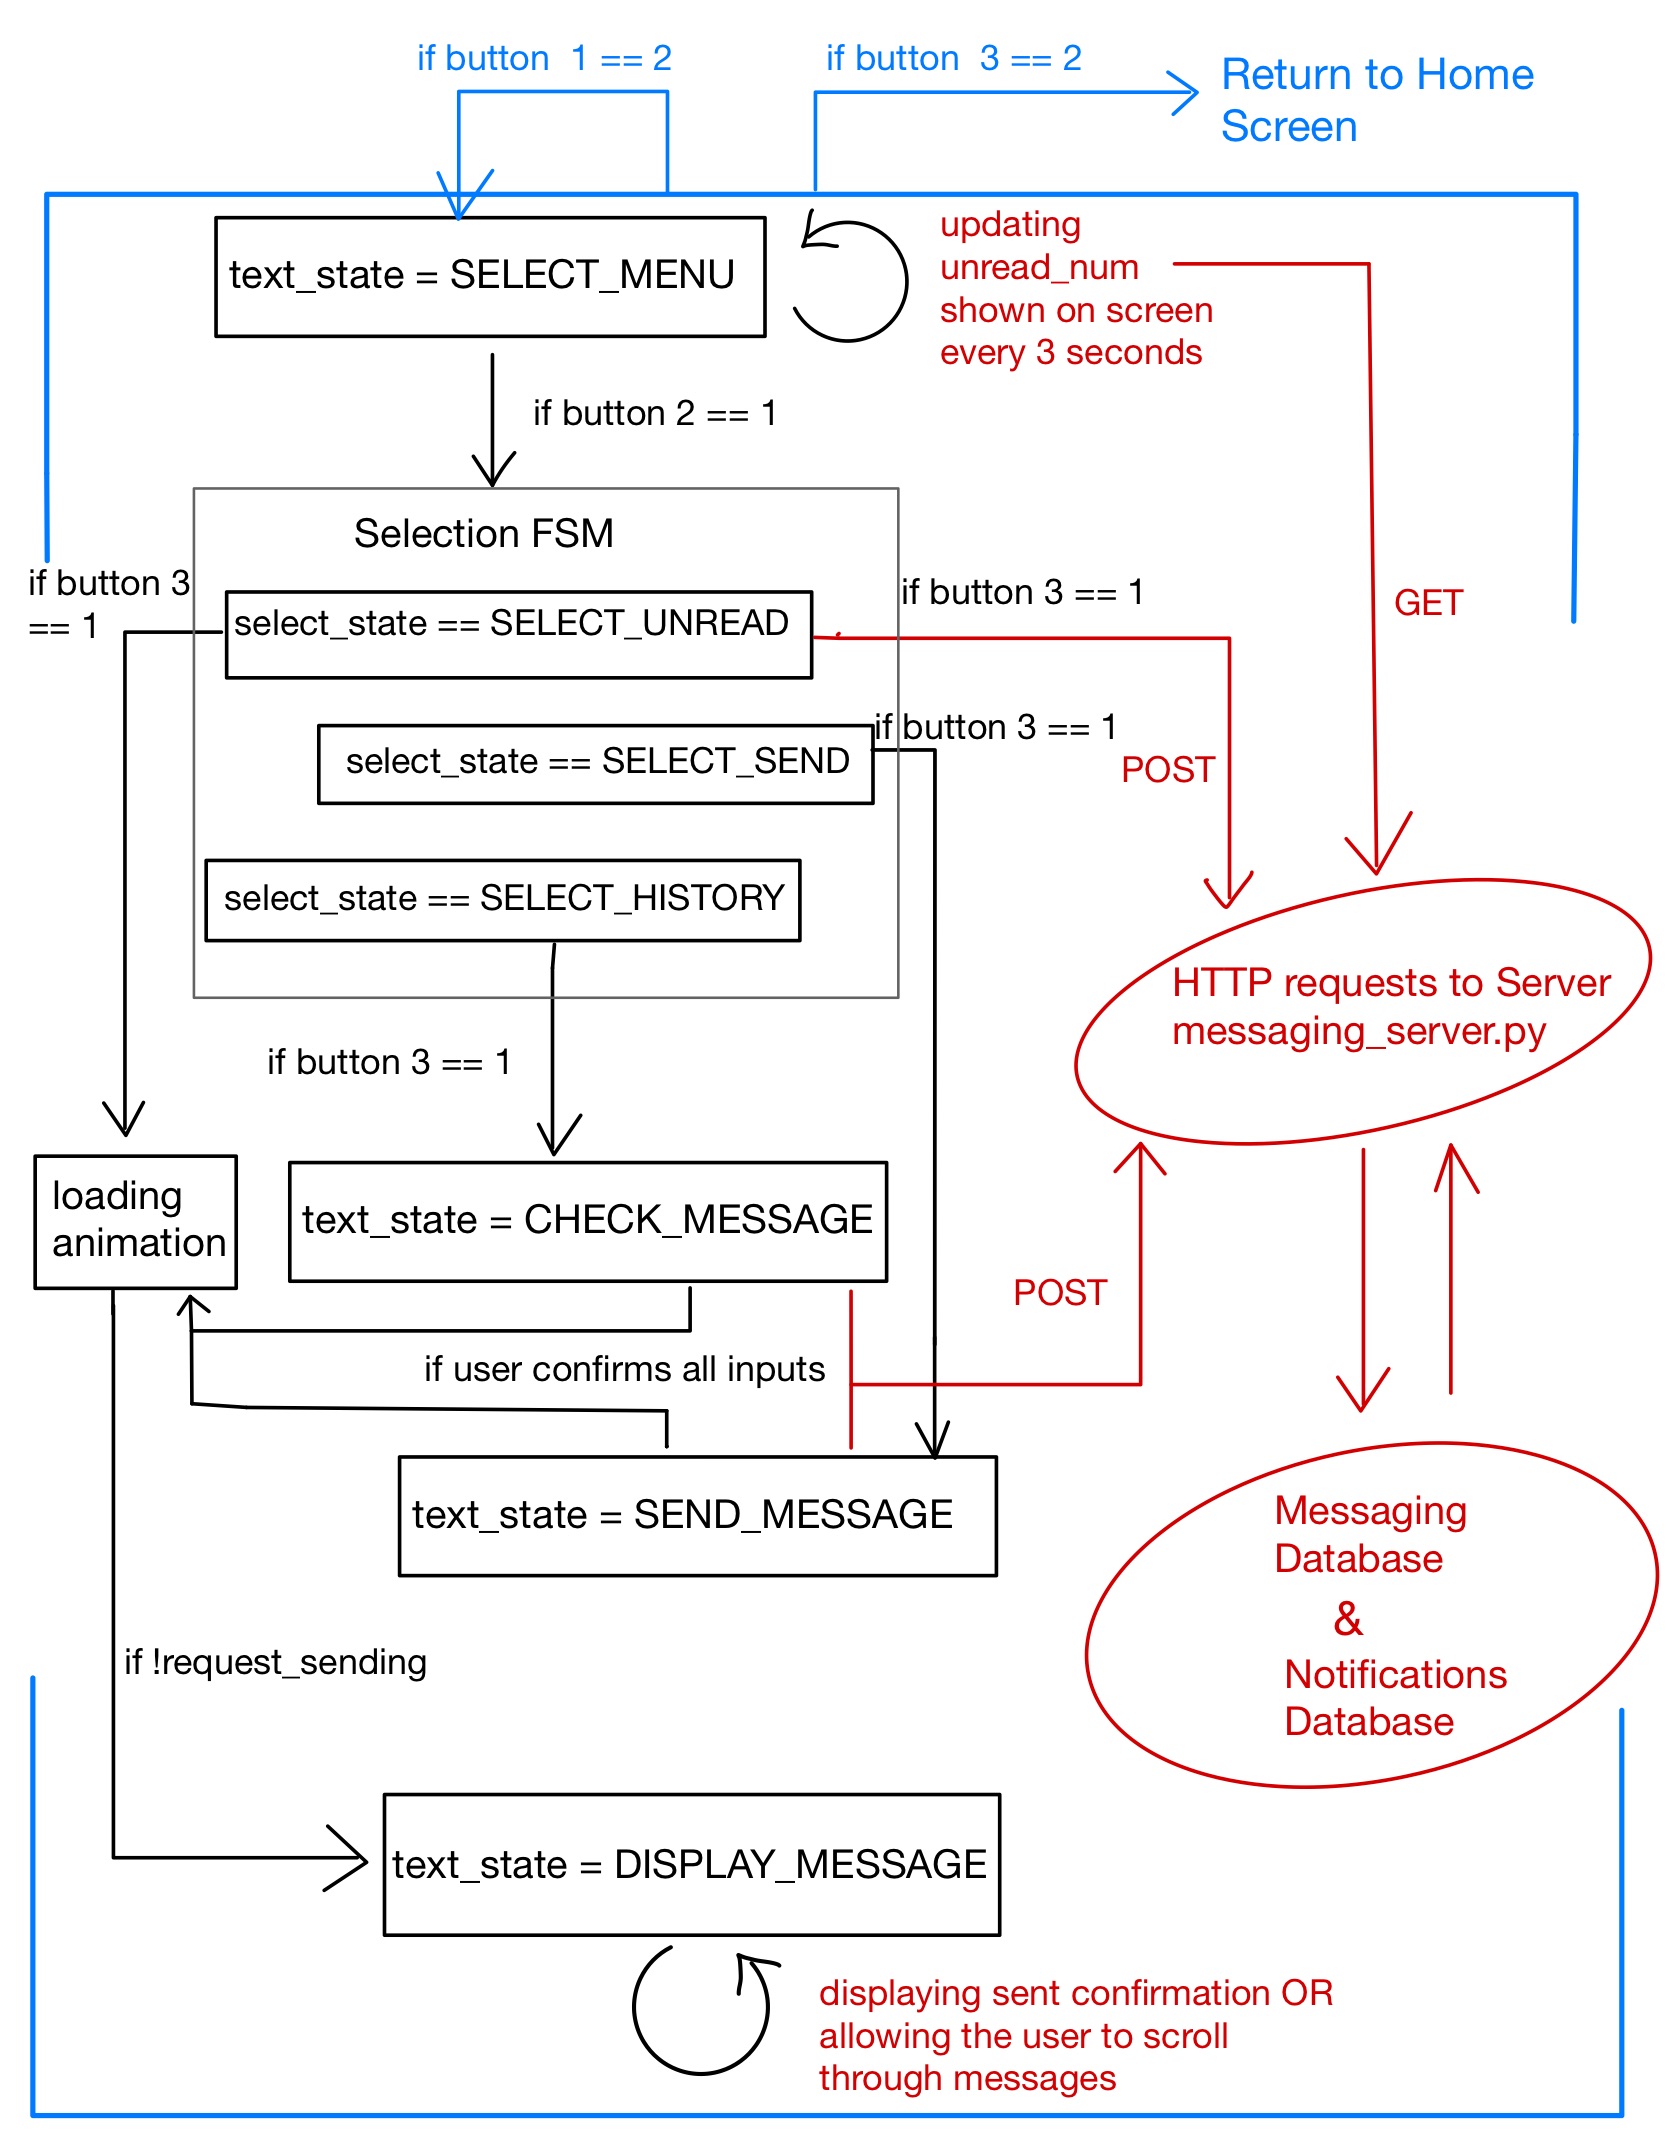 if button  1 == 2
if button  3 == 2
Return to Home
Screen
text_state = SELECT_MENU
updating
unread_num
shown on screen
every 3 seconds
if button 2 == 1
Selection FSM
if button 3
== 1
select_state == SELECT_UNREAD
if button 3 == 1
GET
select_state == SELECT_SEND
if button 3 == 1
POST
select_state == SELECT_HISTORY
HTTP requests to Server
messaging_server.py
if button 3 == 1
loading
animation
text_state = CHECK_MESSAGE
POST
if user confirms all inputs
text_state = SEND_MESSAGE
Messaging
Database
&
Notifications
Database
if !request_sending
text_state = DISPLAY_MESSAGE
displaying sent confirmation OR
allowing the user to scroll
through messages